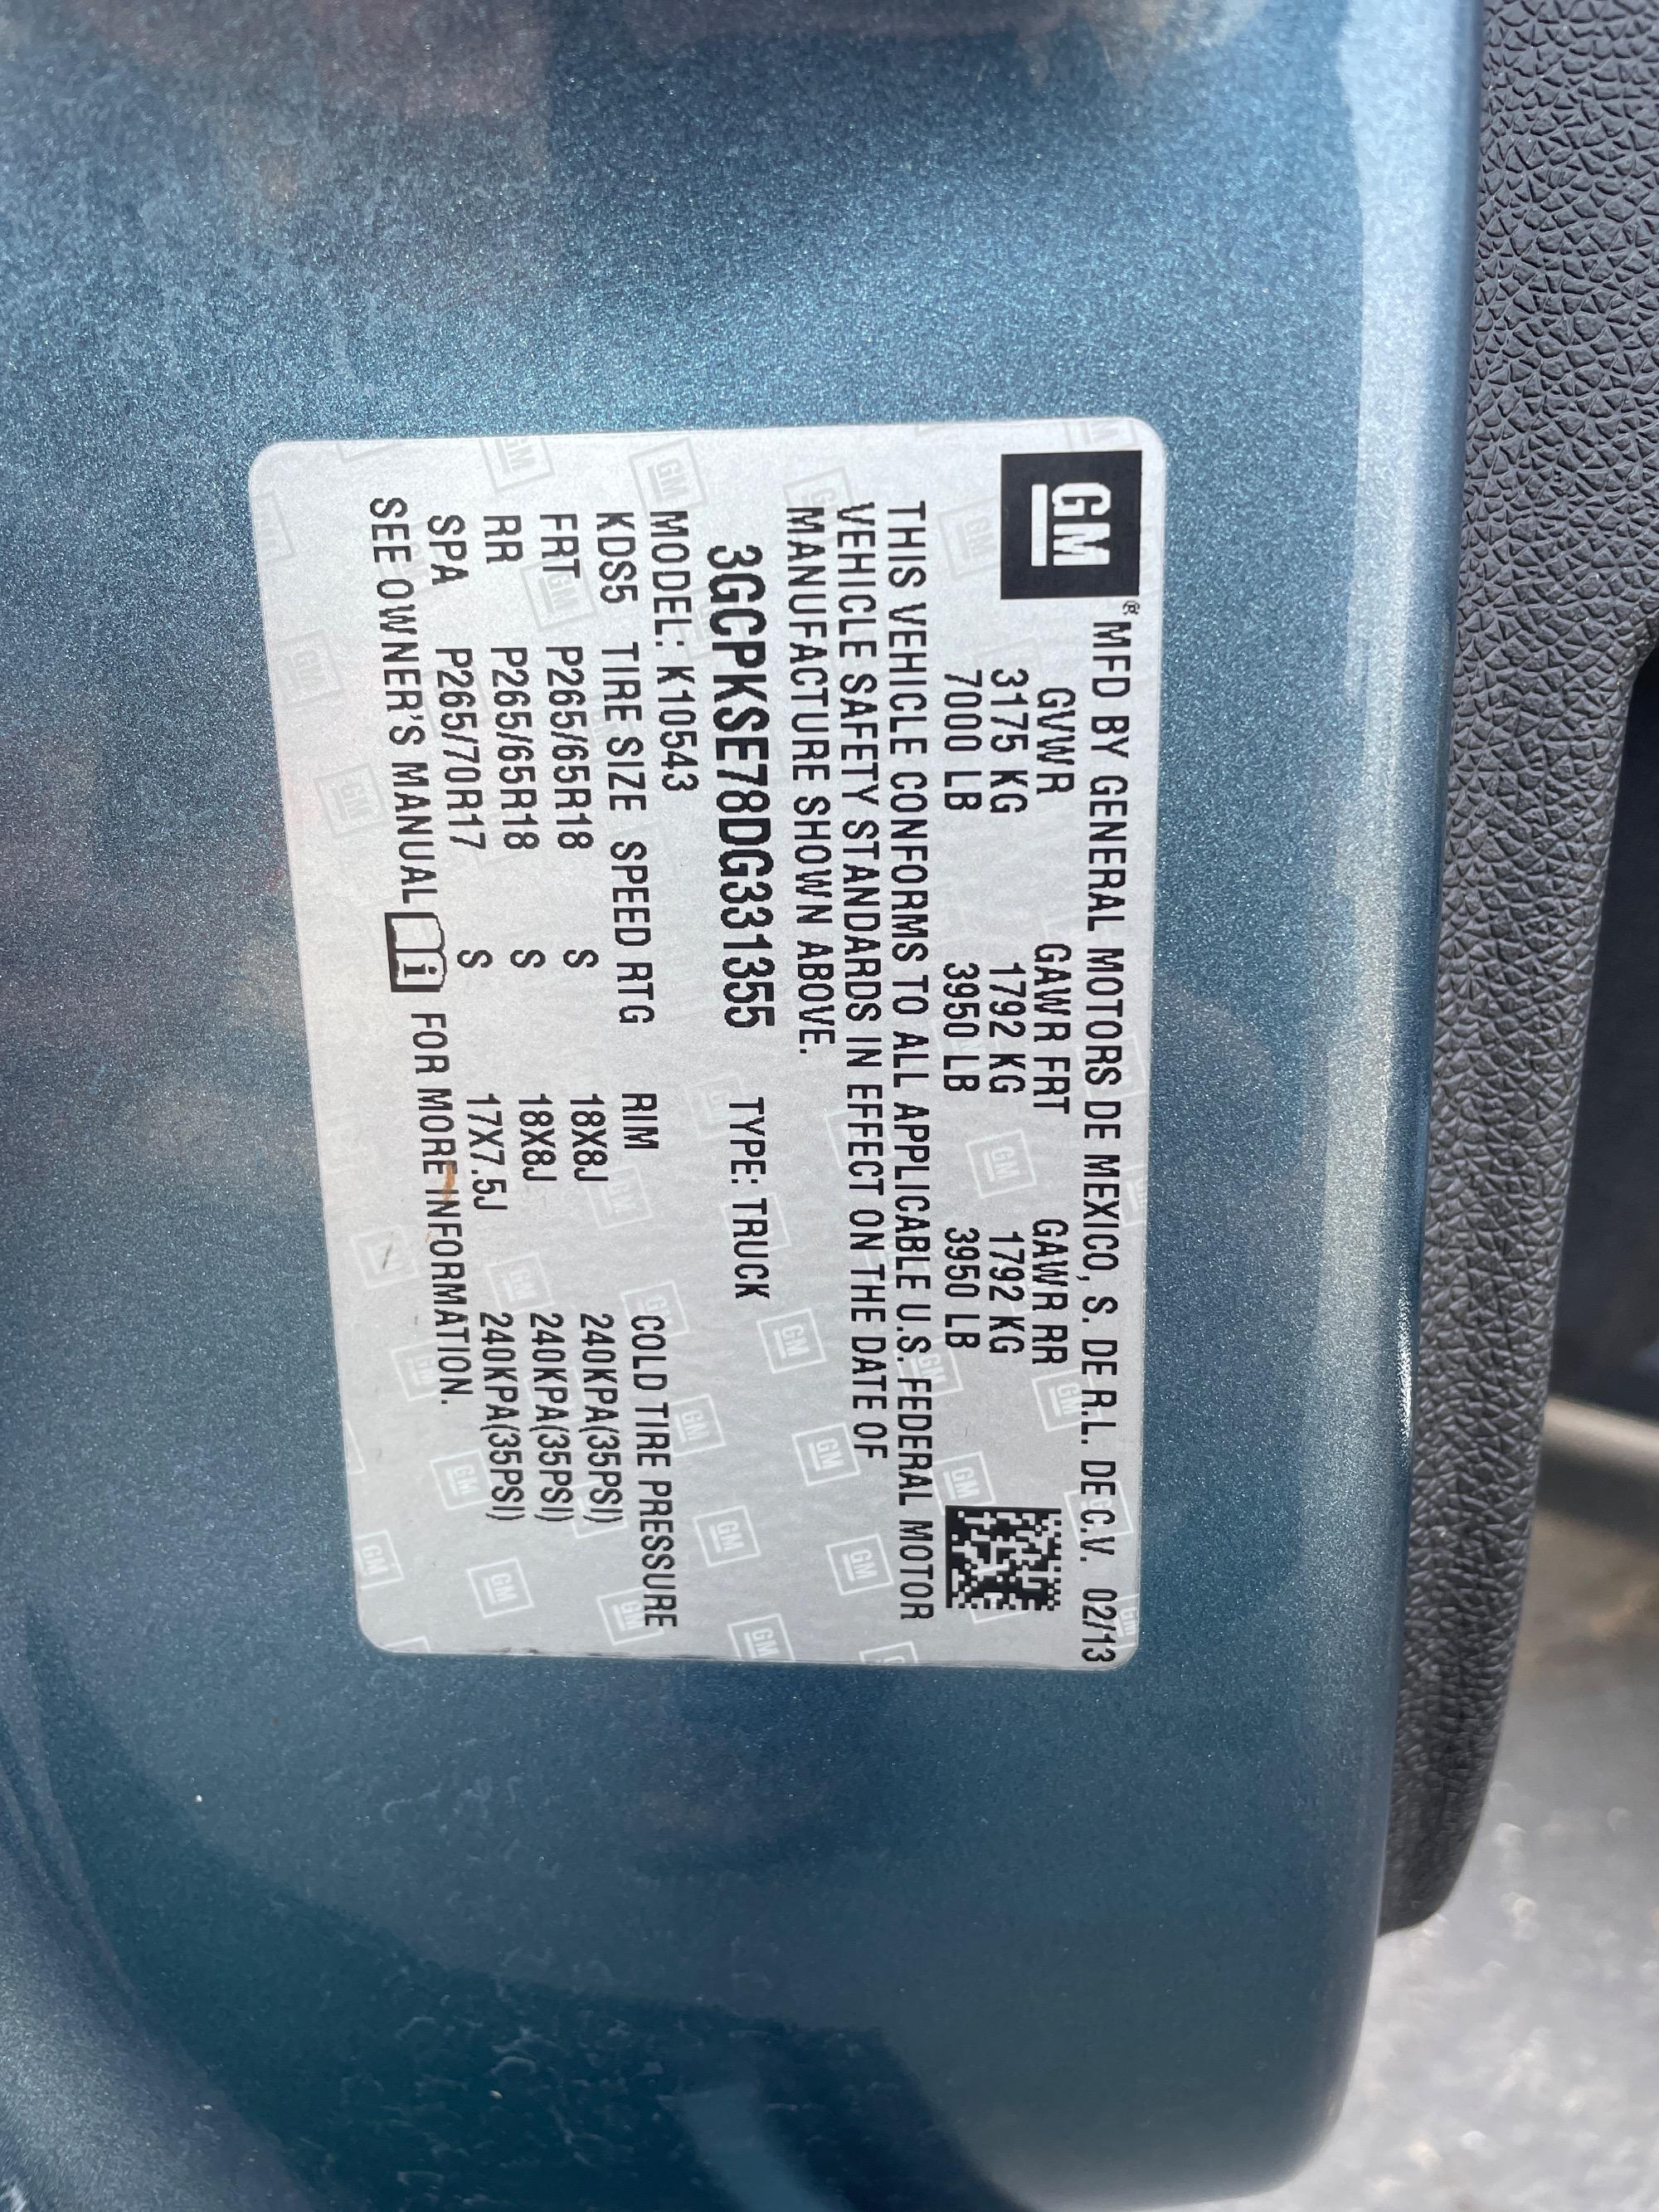 GM® MFD BY GENERAL MOTORS DE MEXICO, S. DE R.L. DE C.V. 02/13
GVWR GAWR FRT GAWR RR
3175 KG 1792 KG 1792 KG
7000 LB 3950 LB 3950 LB
THIS VEHICLE CONFORMS TO ALL APPLICABLE U.S. FEDERAL MOTOR
VEHICLE SAFETY STANDARDS IN EFFECT ON THE DATE OF
MANUFACTURE SHOWN ABOVE.
3GCPKSE78DG331355 TYPE: TRUCK
MODEL: K10543
KDS5 TIRE SIZE SPEED RTG RIM COLD TIRE PRESSURE
FRT P265/65R18 S 18X8J 240KPA(35PSI)
RR P265/65R18 S 18X8J 240KPA(35PSI)
SPA P265/70R17 S 17X7.5J 240KPA(35PSI)
SEE OWNER'S MANUAL i FOR MORE INFORMATION.